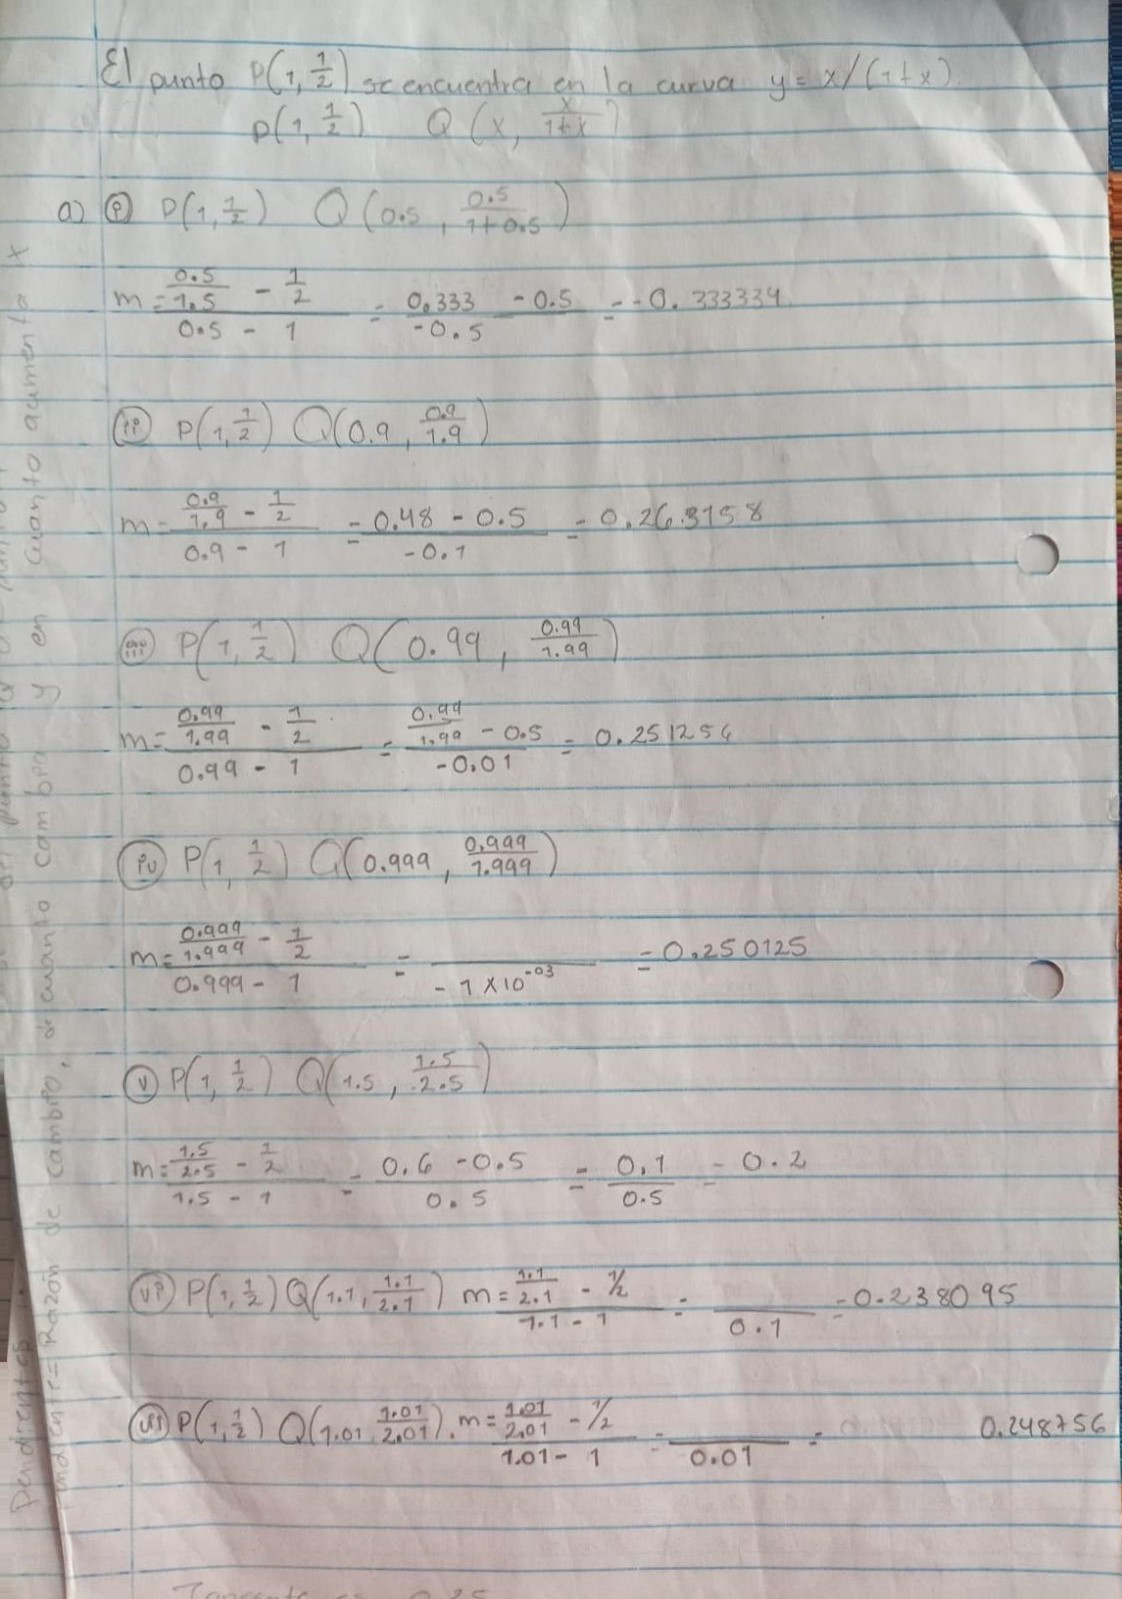 El punto P(1, 1/2) se encuentra en la curva y = x/(1+x)
P(1, 1/2) Q(x, x/1+x)
a) i P(1, 1/2) Q(0.5, 0.5/1+0.5)
m = 0.5/1.5 - 1/2 / 0.5 - 1 = 0.333 - 0.5 / -0.5 = -0.333334
ii P(1, 1/2) Q(0.9, 0.9/1.9)
m = 0.9/1.9 - 1/2 / 0.9 - 1 = 0.48 - 0.5 / -0.1 = 0.263158
iii P(1, 1/2) Q(0.99, 0.99/1.99)
m = 0.99/1.99 - 1/2 / 0.99 - 1 = 0.99/1.99 - 0.5 / -0.01 = 0.251256
iv P(1, 1/2) Q(0.999, 0.999/1.999)
m = 0.999/1.999 - 1/2 / 0.999 - 1 = / -1x10^-03 = 0.250125
v P(1, 1/2) Q(1.5, 1.5/2.5)
m = 1.5/2.5 - 1/2 / 1.5 - 1 = 0.6 - 0.5 / 0.5 = 0.1/0.5 = 0.2
vi P(1, 1/2) Q(1.1, 1.1/2.1) m = 1.1/2.1 - 1/2 / 1.1 - 1 = / 0.1 = 0.238095
vii P(1, 1/2) Q(1.01, 1.01/2.01). m = 1.01/2.01 - 1/2 / 1.01 - 1 = / 0.01 = 0.248756
Tangente es 0.25
Pendientes
Pendiente = Razón de cambio, de cuanto cambia y en cuanto aumenta x